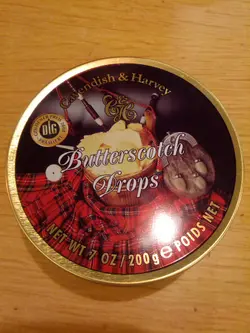 Cavendish & Harvey
C&H
DLG
Butterscotch
Drops
NET WT. 7 OZ / 200g e POIDS NET